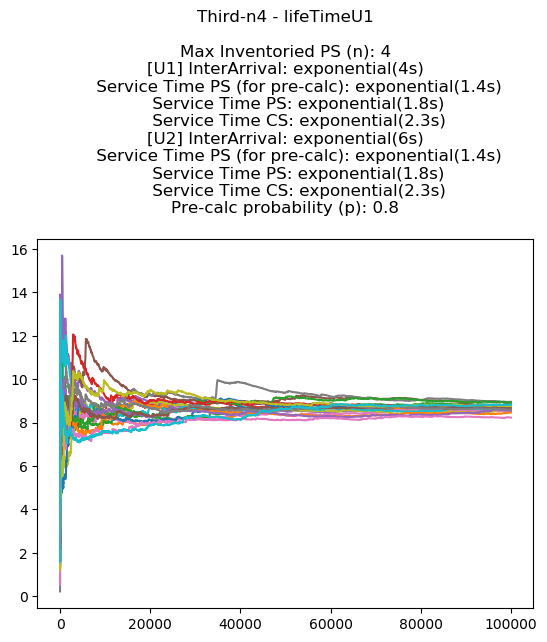 Third-n4 - lifeTimeU1
Max Inventoried PS (n): 4
[U1] InterArrival: exponential(4s)
Service Time PS (for pre-calc): exponential(1.4s)
Service Time PS: exponential(1.8s)
Service Time CS: exponential(2.3s)
[U2] InterArrival: exponential(6s)
Service Time PS (for pre-calc): exponential(1.4s)
Service Time PS: exponential(1.8s)
Service Time CS: exponential(2.3s)
Pre-calc probability (p): 0.8
16
14
12
10
8
6
4
2
0
0 20000 40000 60000 80000 100000